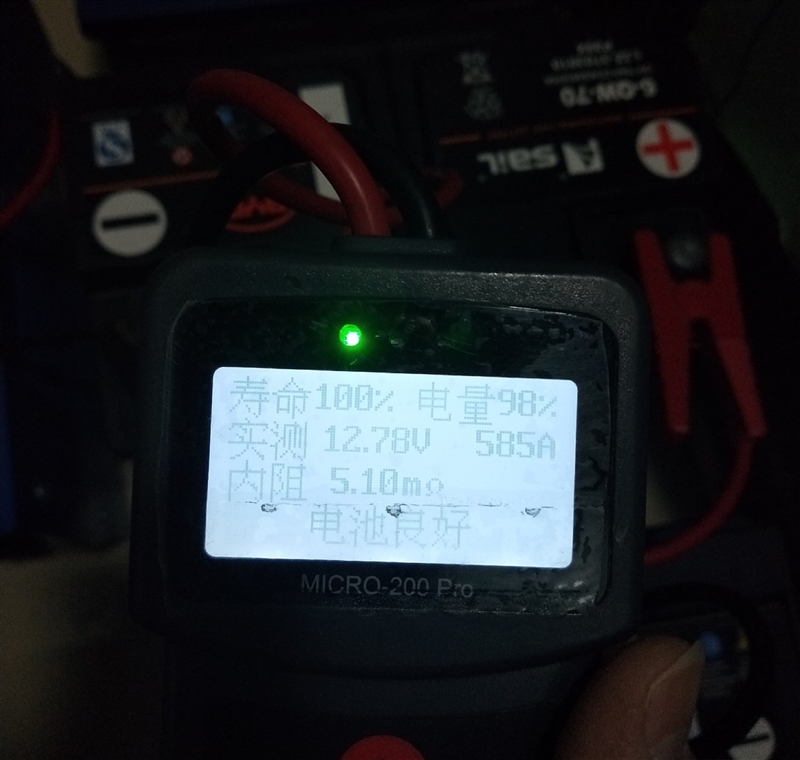 6-QW-70
sail
寿命100% 电量98%
实测 12.78V 585A
内阻 5.10mΩ
电池良好
MICRO-200 Pro